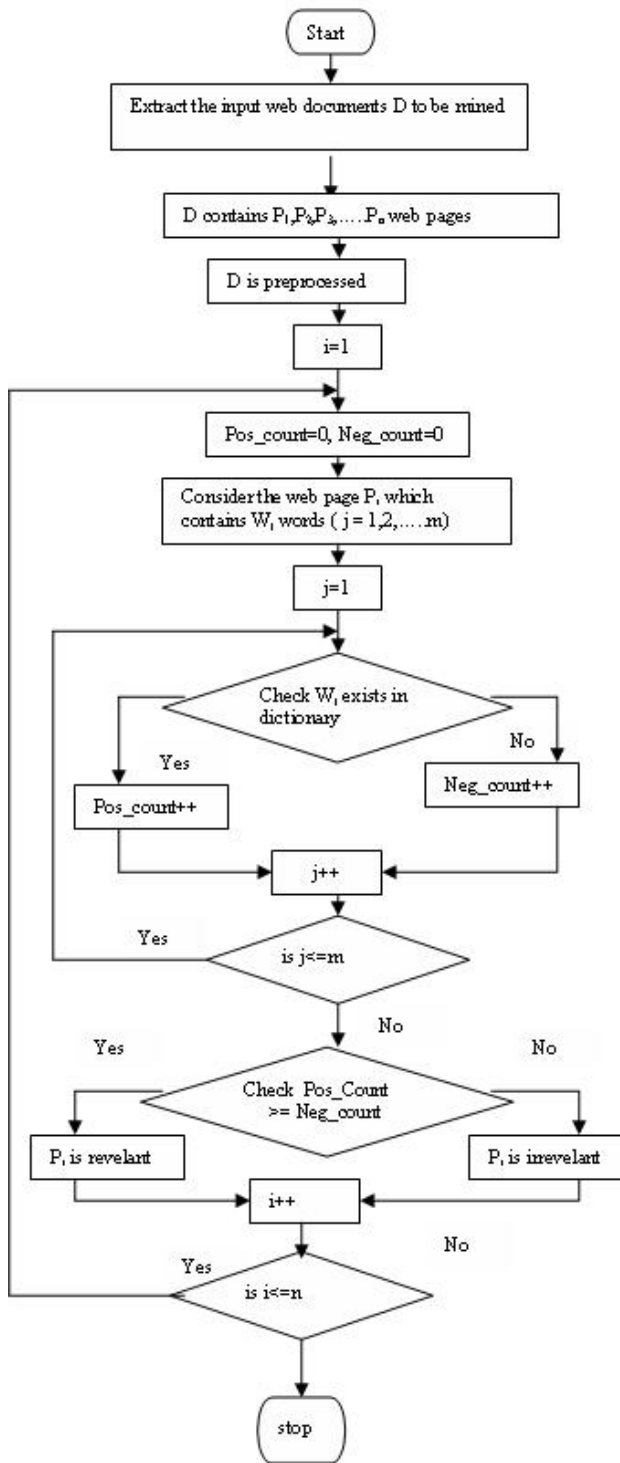 Start
Extract the input web documents D to be mined
D contains P₁,P₂,P₃,....Pₙ web pages
D is preprocessed
i=1
Pos_count=0, Neg_count=0
Consider the web page Pᵢ which
contains Wⱼ words ( j = 1,2,....m)
j=1
Check Wⱼ exists in
dictionary
Yes
No
Pos_count++
Neg_count++
j++
Yes
is j<=m
No
Yes
No
Check Pos_Count
>= Neg_count
Pᵢ is revelant
Pᵢ is irrevelant
i++
No
Yes
is i<=n
stop